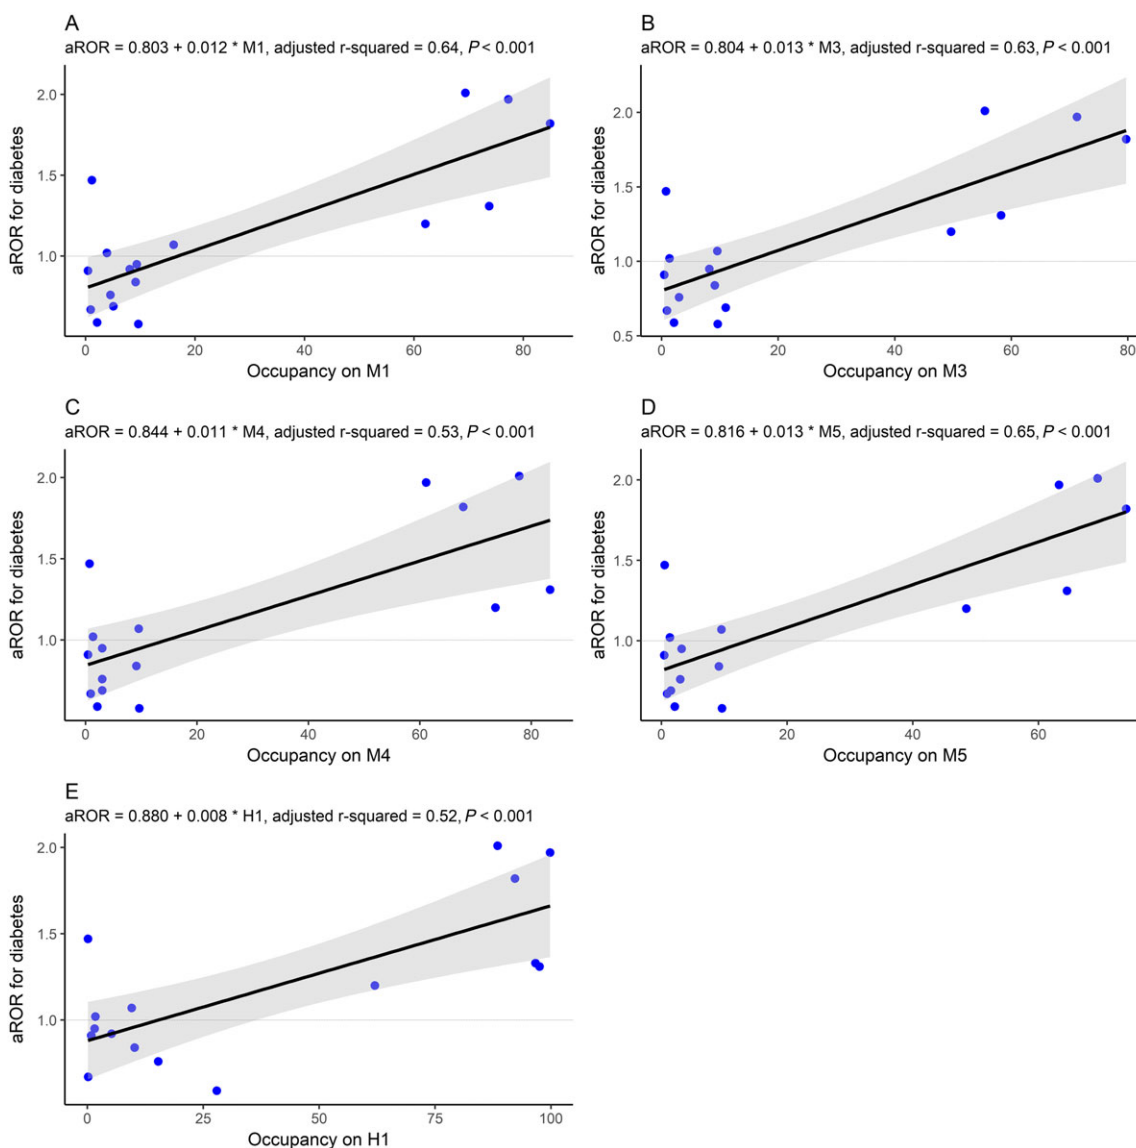 A
aROR = 0.803 + 0.012 * M1, adjusted r-squared = 0.64, P < 0.001
aROR for diabetes
2.0
1.5
1.0
0 20 40 60 80
Occupancy on M1
B
aROR = 0.804 + 0.013 * M3, adjusted r-squared = 0.63, P < 0.001
aROR for diabetes
2.0
1.5
1.0
0.5
0 20 40 60 80
Occupancy on M3
C
aROR = 0.844 + 0.011 * M4, adjusted r-squared = 0.53, P < 0.001
aROR for diabetes
2.0
1.5
1.0
0 20 40 60 80
Occupancy on M4
D
aROR = 0.816 + 0.013 * M5, adjusted r-squared = 0.65, P < 0.001
aROR for diabetes
2.0
1.5
1.0
0 20 40 60
Occupancy on M5
E
aROR = 0.880 + 0.008 * H1, adjusted r-squared = 0.52, P < 0.001
aROR for diabetes
2.0
1.5
1.0
0 25 50 75 100
Occupancy on H1